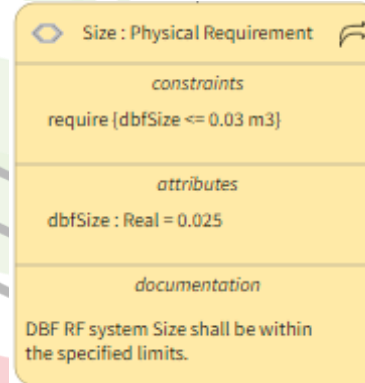 Size : Physical Requirement
constraints
require {dbfSize <= 0.03 m3}
attributes
dbfSize : Real = 0.025
documentation
DBF RF system Size shall be within
the specified limits.